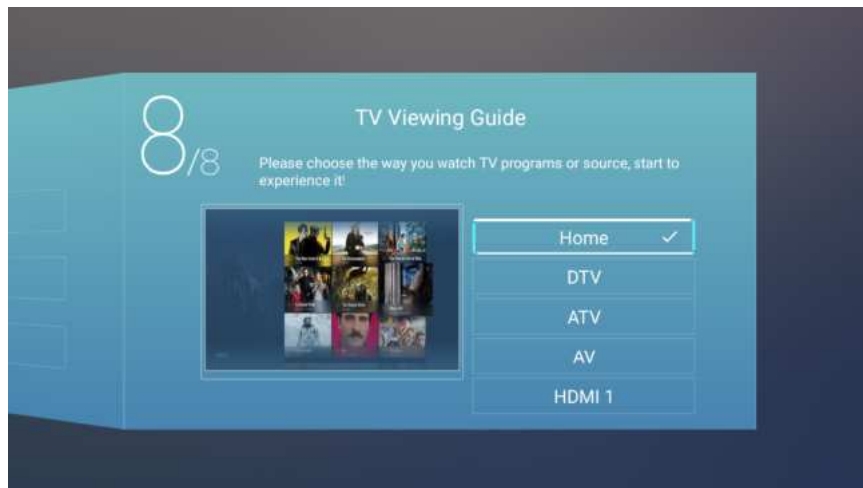 8/8
TV Viewing Guide
Please choose the way you watch TV programs or source, start to
experience it!
Home
DTV
ATV
AV
HDMI 1